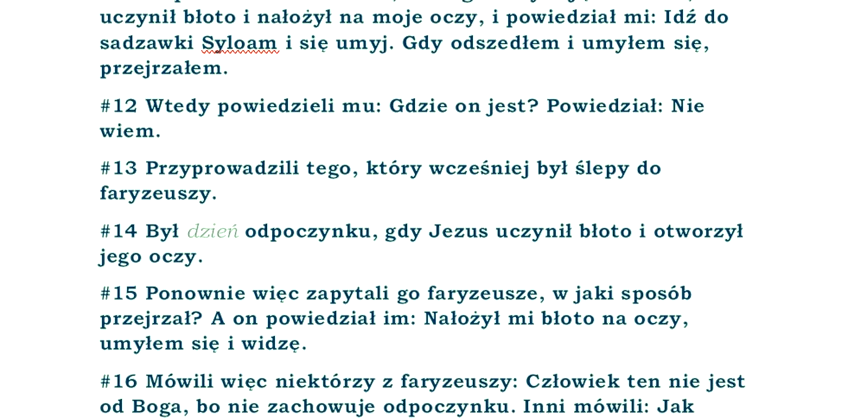 uczynił błoto i nałożył na moje oczy, i powiedział mi: Idź do
sadzawki Syloam i się umyj. Gdy odszedłem i umyłem się,
przejrzałem.
#12 Wtedy powiedzieli mu: Gdzie on jest? Powiedział: Nie
wiem.
#13 Przyprowadzili tego, który wcześniej był ślepy do
faryzeuszy.
#14 Był dzień odpoczynku, gdy Jezus uczynił błoto i otworzył
jego oczy.
#15 Ponownie więc zapytali go faryzeusze, w jaki sposób
przejrzał? A on powiedział im: Nałożył mi błoto na oczy,
umyłem się i widzę.
#16 Mówili więc niektórzy z faryzeuszy: Człowiek ten nie jest
od Boga, bo nie zachowuje odpoczynku. Inni mówili: Jak